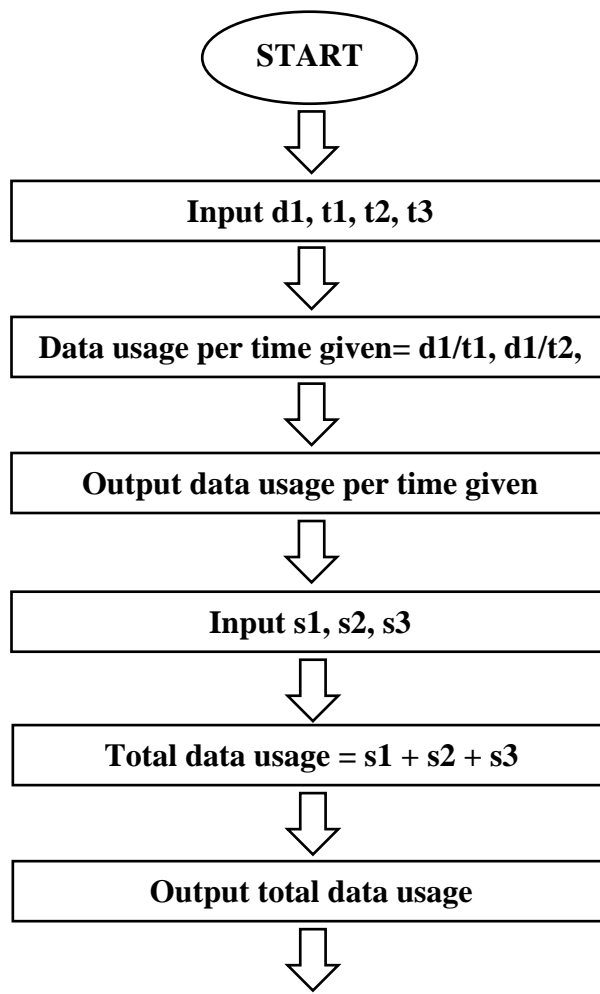 START
Input d1, t1, t2, t3
Data usage per time given= d1/t1, d1/t2,
Output data usage per time given
Input s1, s2, s3
Total data usage = s1 + s2 + s3
Output total data usage